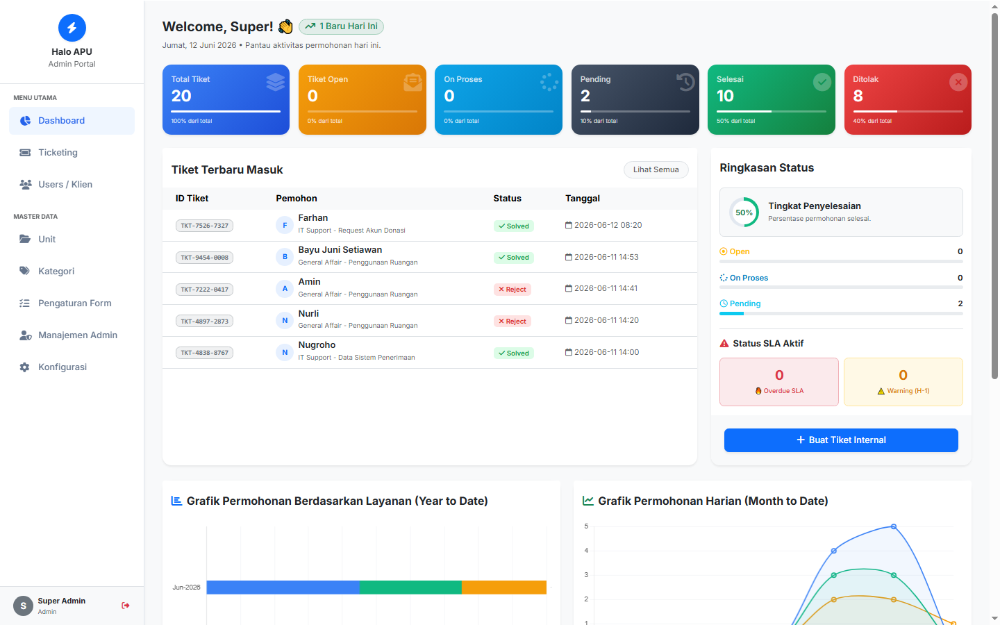 Halo APU
Admin Portal
MENU UTAMA
Dashboard
Ticketing
Users / Klien
MASTER DATA
Unit
Kategori
Pengaturan Form
Manajemen Admin
Konfigurasi
S
Super Admin
Admin
Welcome, Super! 👋 1 Baru Hari Ini
Jumat, 12 Juni 2026 • Pantau aktivitas permohonan hari ini.
Total Tiket
20
100% dari total
Tiket Open
0
0% dari total
On Proses
0
0% dari total
Pending
2
10% dari total
Selesai
10
50% dari total
Ditolak
8
40% dari total
Tiket Terbaru Masuk
Lihat Semua
ID Tiket Pemohon Status Tanggal
TKT-7526-7327 F Farhan Solved 2026-06-12 08:20
IT Support - Request Akun Donasi
TKT-9454-0008 B Bayu Juni Setiawan Solved 2026-06-11 14:53
General Affair - Penggunaan Ruangan
TKT-7222-0417 A Amin Reject 2026-06-11 14:41
General Affair - Penggunaan Ruangan
TKT-4897-2873 N Nurli Reject 2026-06-11 14:20
General Affair - Penggunaan Ruangan
TKT-4838-8767 N Nugroho Solved 2026-06-11 14:00
IT Support - Data Sistem Penerimaan
Ringkasan Status
50%
Tingkat Penyelesaian
Persentase permohonan selesai.
Open 0
On Proses 0
Pending 2
Status SLA Aktif
0
🔥 Overdue SLA
0
⚠ Warning (H-1)
+ Buat Tiket Internal
Grafik Permohonan Berdasarkan Layanan (Year to Date)
Jun-2026
Grafik Permohonan Harian (Month to Date)
5
4
3
2
1